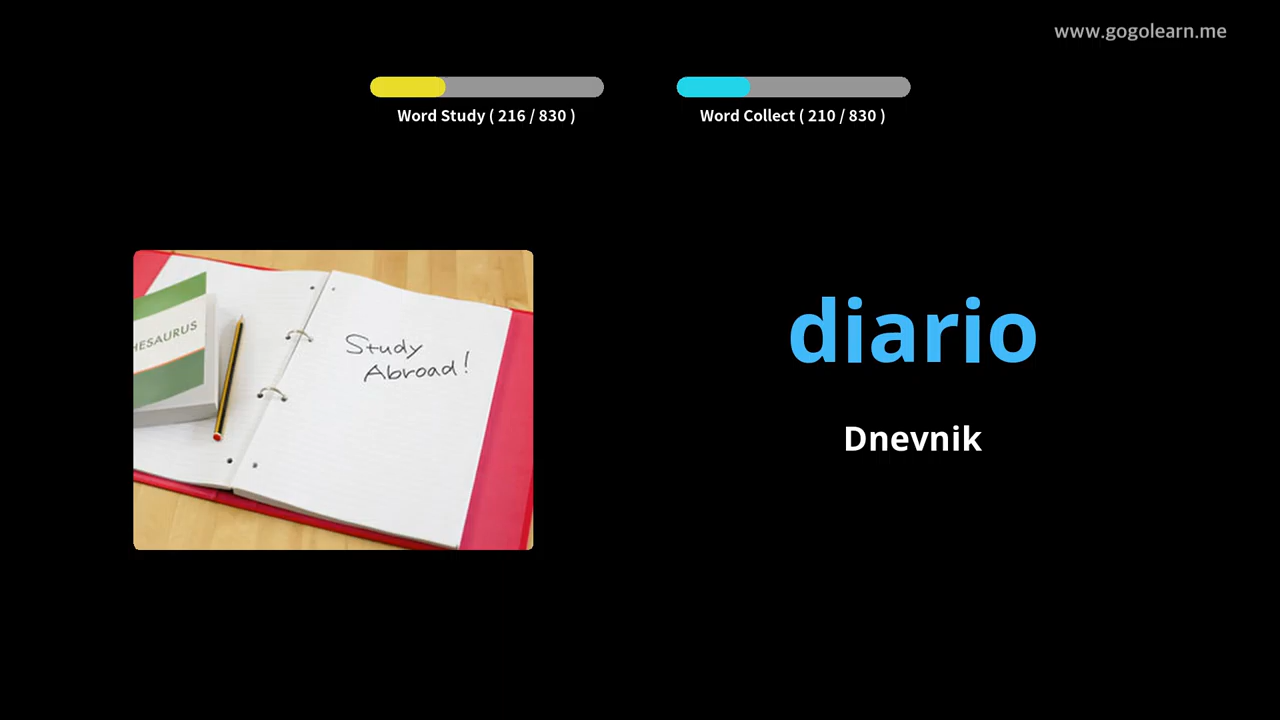 www.gogolearn.me
Word Study ( 216 / 830 )
Word Collect ( 210 / 830 )
HESAURUS
Study
Abroad!
diario
Dnevnik